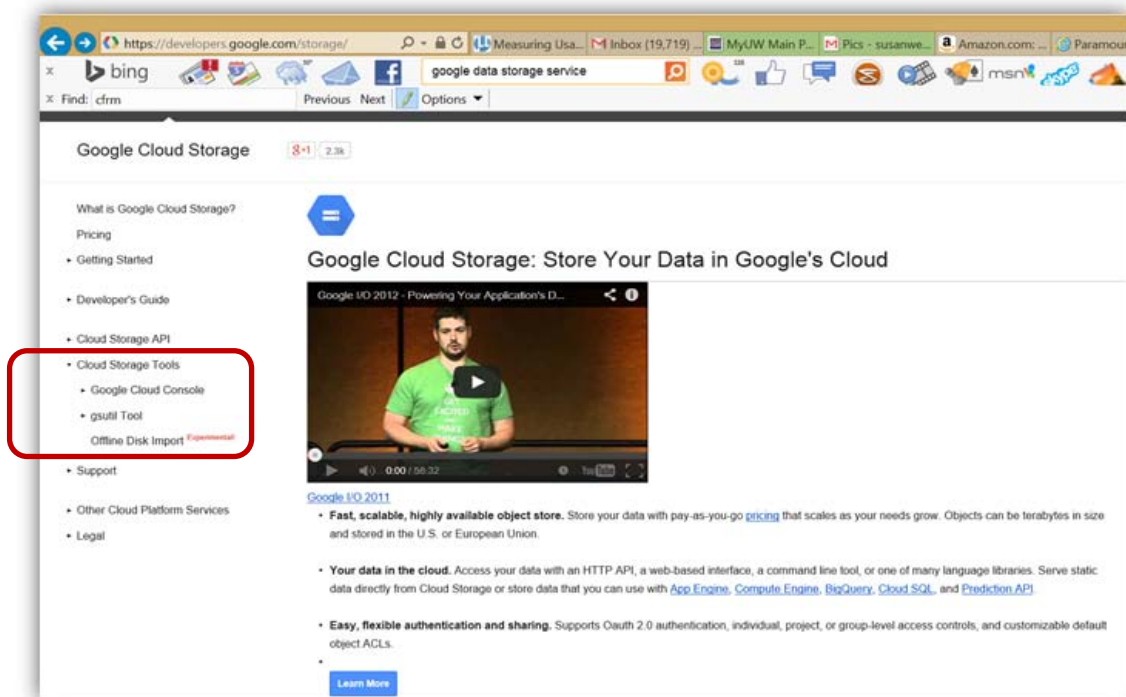 https://developers.google.com/storage/
Measuring Usa...
Inbox (19,719) ...
MyUW Main P...
Pics - susanwe...
Amazon.com: ...
Paramour
x bing
google data storage service
msn
x Find: cfrm Previous Next Options
Google Cloud Storage
8+1 2.3k
What is Google Cloud Storage?
Pricing
Getting Started
Developer's Guide
Cloud Storage API
Cloud Storage Tools
Google Cloud Console
gsutil Tool
Offline Disk Import Experimental!
Support
Other Cloud Platform Services
Legal
Google Cloud Storage: Store Your Data in Google's Cloud
Google I/O 2012 - Powering Your Application's D...
GET
EXCITED
AND
MAKE
THINGS
0:00 / 56:32 YouTube
Google I/O 2011
• Fast, scalable, highly available object store. Store your data with pay-as-you-go pricing that scales as your needs grow. Objects can be terabytes in size
and stored in the U.S. or European Union.
• Your data in the cloud. Access your data with an HTTP API, a web-based interface, a command line tool, or one of many language libraries. Serve static
data directly from Cloud Storage or store data that you can use with App Engine, Compute Engine, BigQuery, Cloud SQL, and Prediction API.
• Easy, flexible authentication and sharing. Supports Oauth 2.0 authentication, individual, project, or group-level access controls, and customizable default
object ACLs.
•
Learn More